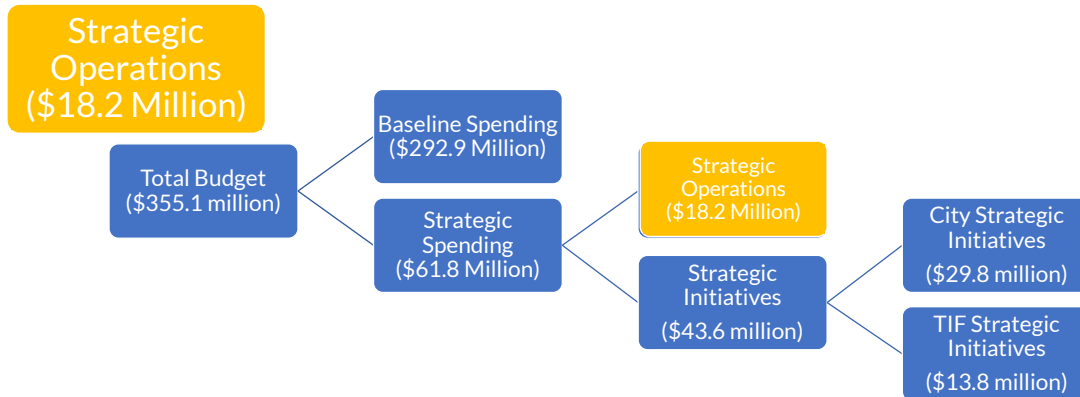 Strategic
Operations
($18.2 Million)
Total Budget
($355.1 million)
Baseline Spending
($292.9 Million)
Strategic
Spending
($61.8 Million)
Strategic
Operations
($18.2 Million)
Strategic
Initiatives
($43.6 million)
City Strategic
Initiatives
($29.8 million)
TIF Strategic
Initiatives
($13.8 million)